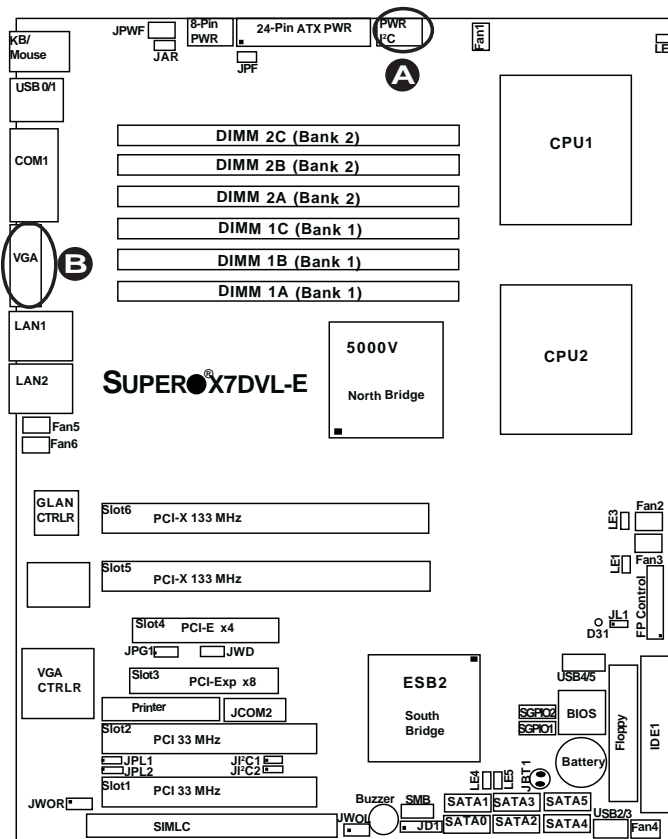 JPWF
8-Pin
PWR
24-Pin ATX PWR
PWR
I²C
Fan1
KB/
Mouse
JAR
JPF
A
USB 0/1
COM1
DIMM 2C (Bank 2)
DIMM 2B (Bank 2)
DIMM 2A (Bank 2)
DIMM 1C (Bank 1)
DIMM 1B (Bank 1)
DIMM 1A (Bank 1)
CPU1
VGA
B
LAN1
LAN2
5000V
North Bridge
CPU2
SUPER●®X7DVL-E
Fan5
Fan6
GLAN
CTRLR
Slot6
PCI-X 133 MHz
Slot5
PCI-X 133 MHz
LE3
Fan2
Fan3
LE1
FP Control
JL1
D31
Slot4
PCI-E x4
JPG1
JWD
VGA
CTRLR
Slot3
PCI-Exp x8
Printer
JCOM2
Slot2
PCI 33 MHz
JPL1
JPL2
JI²C1
JI²C2
Slot1
PCI 33 MHz
JWOR
SIMLC
ESB2
South
Bridge
USB4/5
SGPIO2
SGPIO1
BIOS
Floppy
IDE1
Battery
LE4
LE5
JBT1
Buzzer
SMB
JWOL
JD1
SATA1
SATA3
SATA5
SATA0
SATA2
SATA4
USB2/3
Fan4